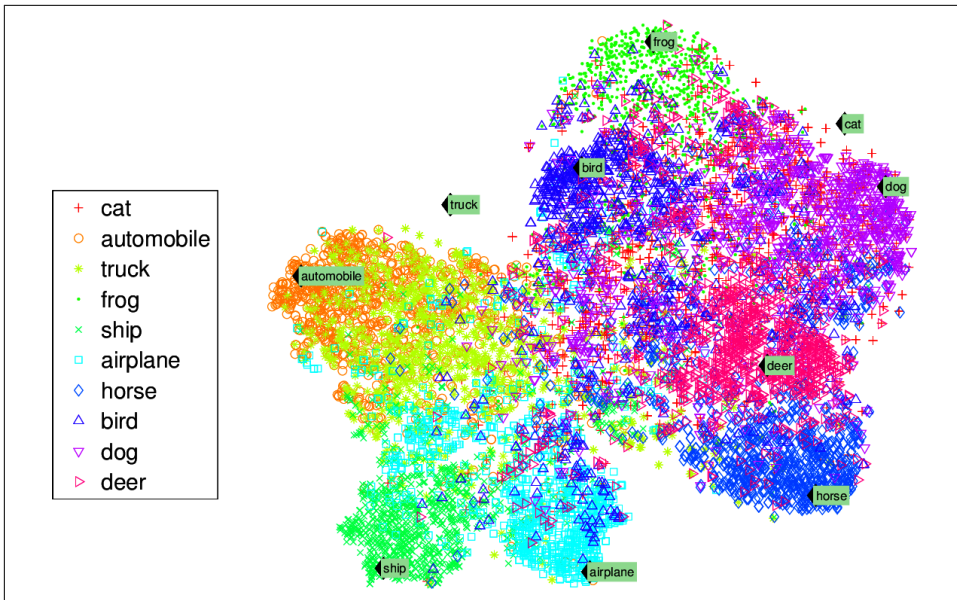 frog
cat
bird
dog
truck
automobile
deer
horse
ship
airplane
cat
automobile
truck
frog
ship
airplane
horse
bird
dog
deer